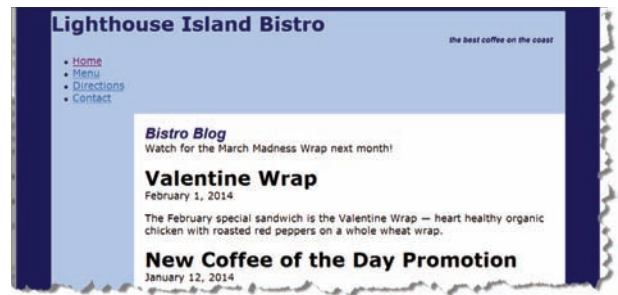 Lighthouse Island Bistro
the best coffee on the coast
• Home
• Menu
• Directions
• Contact
Bistro Blog
Watch for the March Madness Wrap next month!
Valentine Wrap
February 1, 2014
The February special sandwich is the Valentine Wrap — heart healthy organic
chicken with roasted red peppers on a whole wheat wrap.
New Coffee of the Day Promotion
January 12, 2014